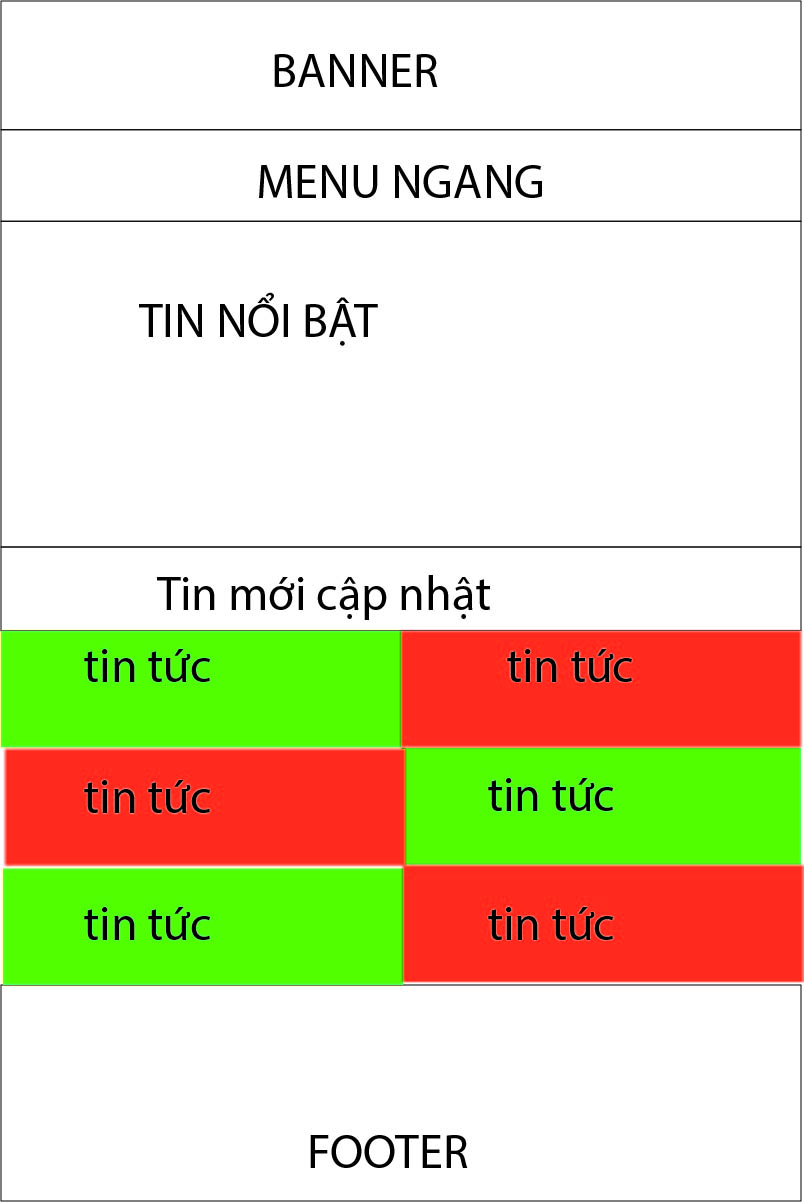 BANNER
MENU NGANG
TIN NỔI BẬT
Tin mới cập nhật
tin tức
tin tức
tin tức
tin tức
tin tức
tin tức
FOOTER